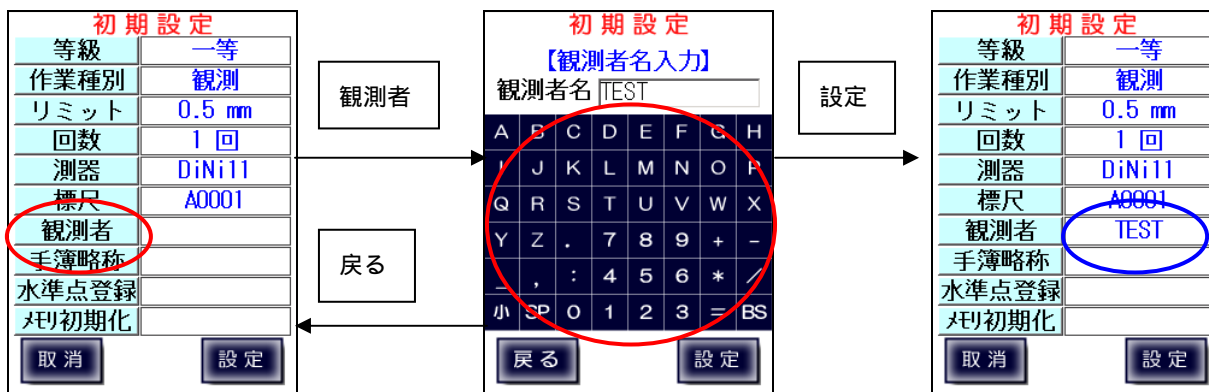 初期設定
等級 一等
作業種別 観測
リミット 0.5 mm
回数 1 回
測器 DiNi11
標尺 A0001
観測者
手簿略称
水準点登録
ﾒﾓﾘ初期化
取消 設定
観測者
戻る
初期設定
【観測者名入力】
観測者名 TEST
A B C D E F G H
I J K L M N O P
Q R S T U V W X
Y Z . 7 8 9 + -
_ , : 4 5 6 * /
小 SP 0 1 2 3 = BS
戻る 設定
設定
初期設定
等級 一等
作業種別 観測
リミット 0.5 mm
回数 1 回
測器 DiNi11
標尺 A0001
観測者 TEST
手簿略称
水準点登録
ﾒﾓﾘ初期化
取消 設定